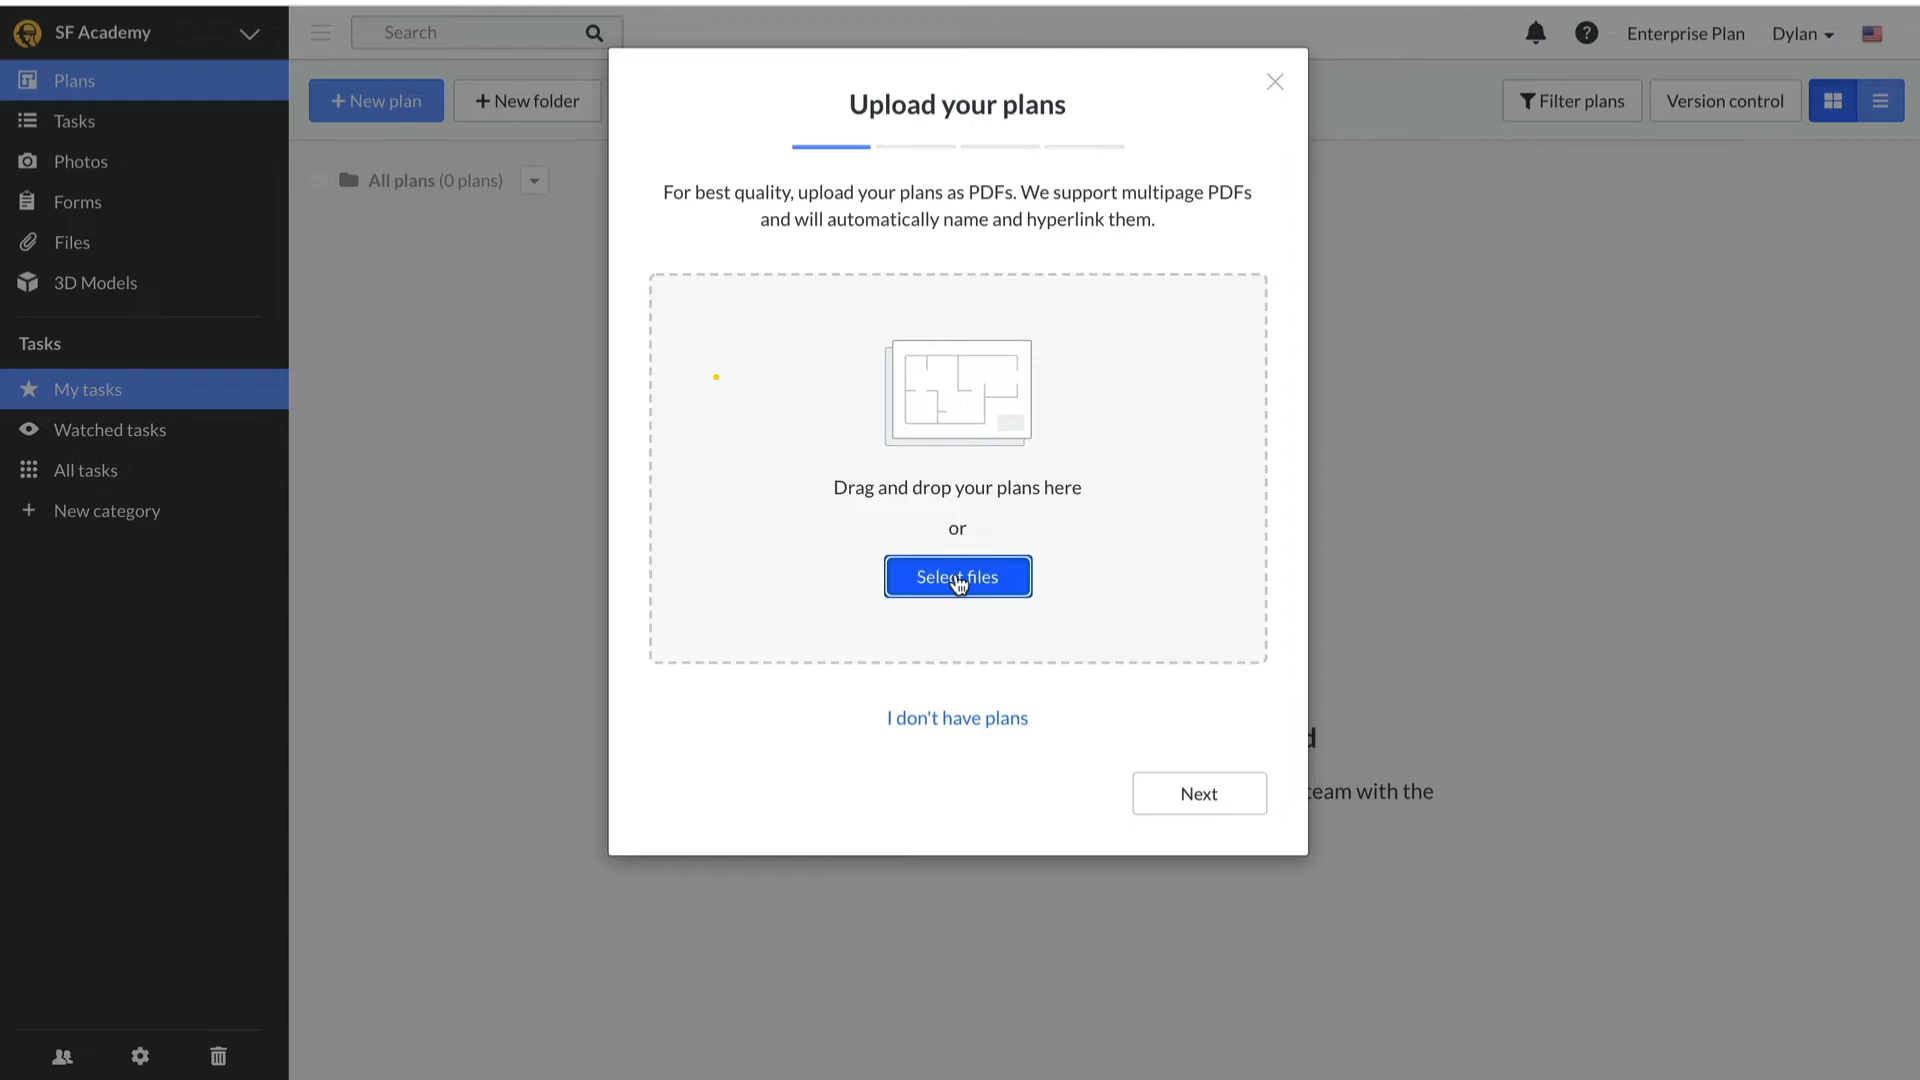 SF Academy
Search
Enterprise Plan
Dylan
Plans
Tasks
Photos
Forms
Files
3D Models
Tasks
My tasks
Watched tasks
All tasks
New category
+ New plan
+ New folder
Filter plans
Version control
All plans (0 plans)
Upload your plans
For best quality, upload your plans as PDFs. We support multipage PDFs
and will automatically name and hyperlink them.
Drag and drop your plans here
or
Select files
I don't have plans
Next
team with the